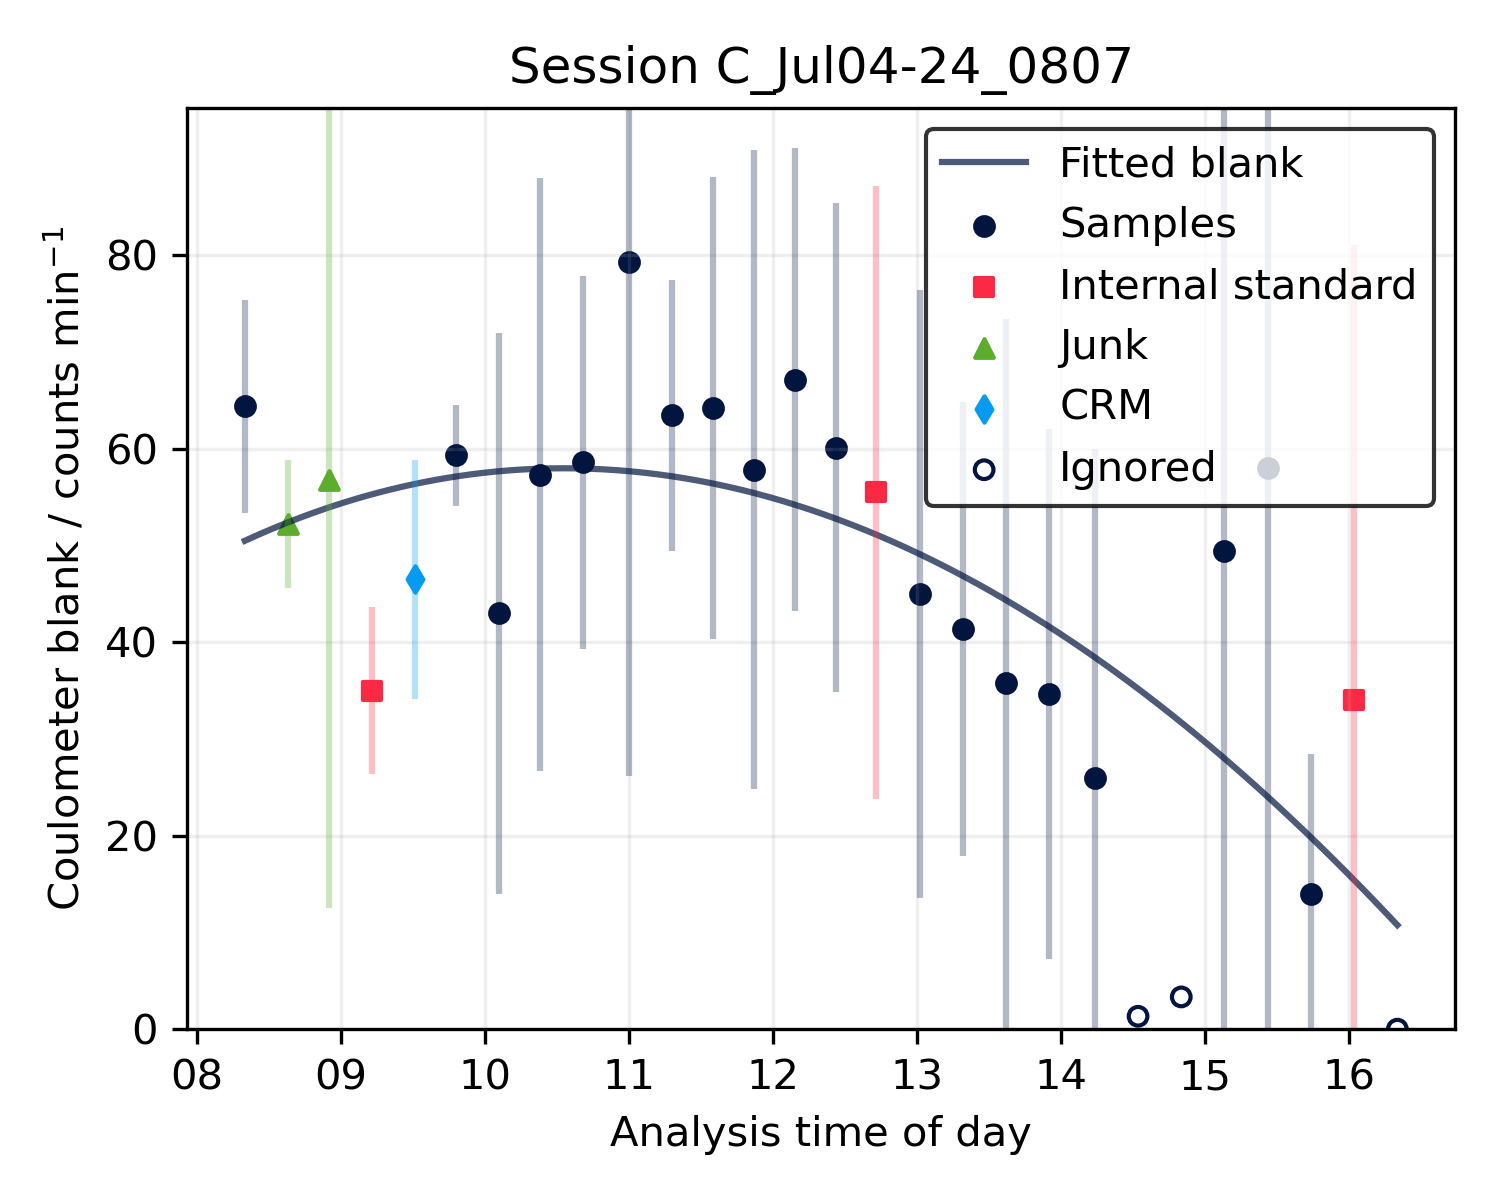 Session C_Jul04-24_0807
Coulometer blank / counts min⁻¹
80
60
40
20
0
Fitted blank
Samples
Internal standard
Junk
CRM
Ignored
08 09 10 11 12 13 14 15 16
Analysis time of day